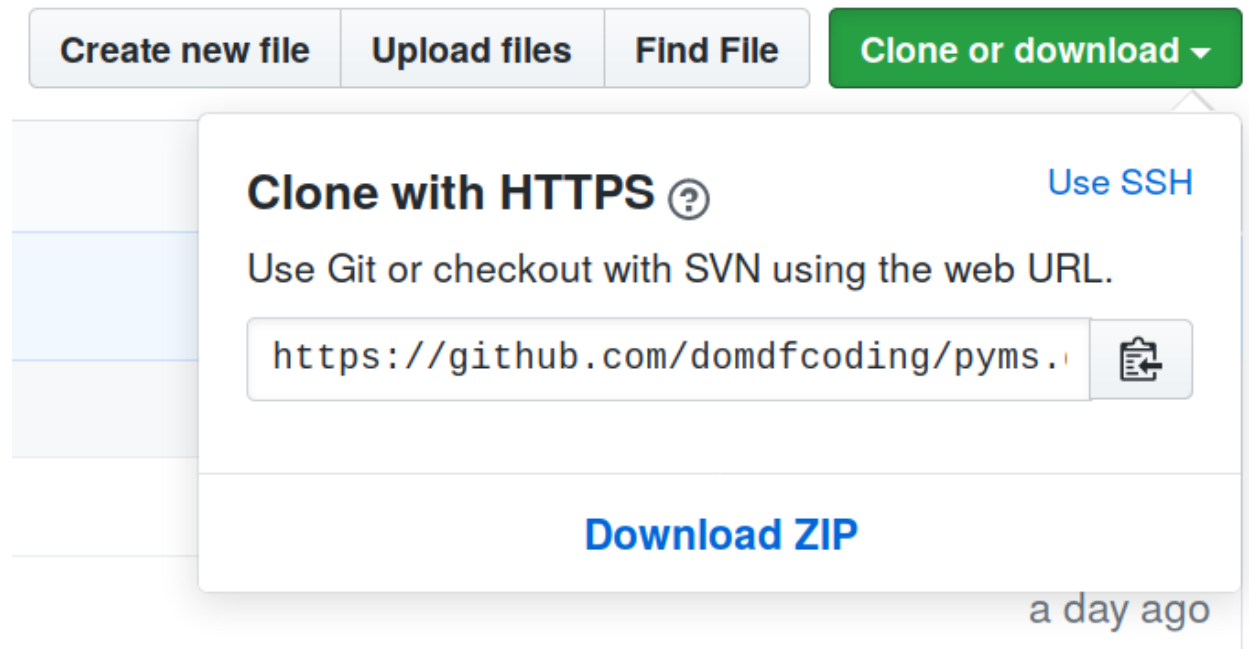 Create new file Upload files Find File Clone or download
Clone with HTTPS ?
Use SSH
Use Git or checkout with SVN using the web URL.
https://github.com/domdfcoding/pyms.
Download ZIP
a day ago